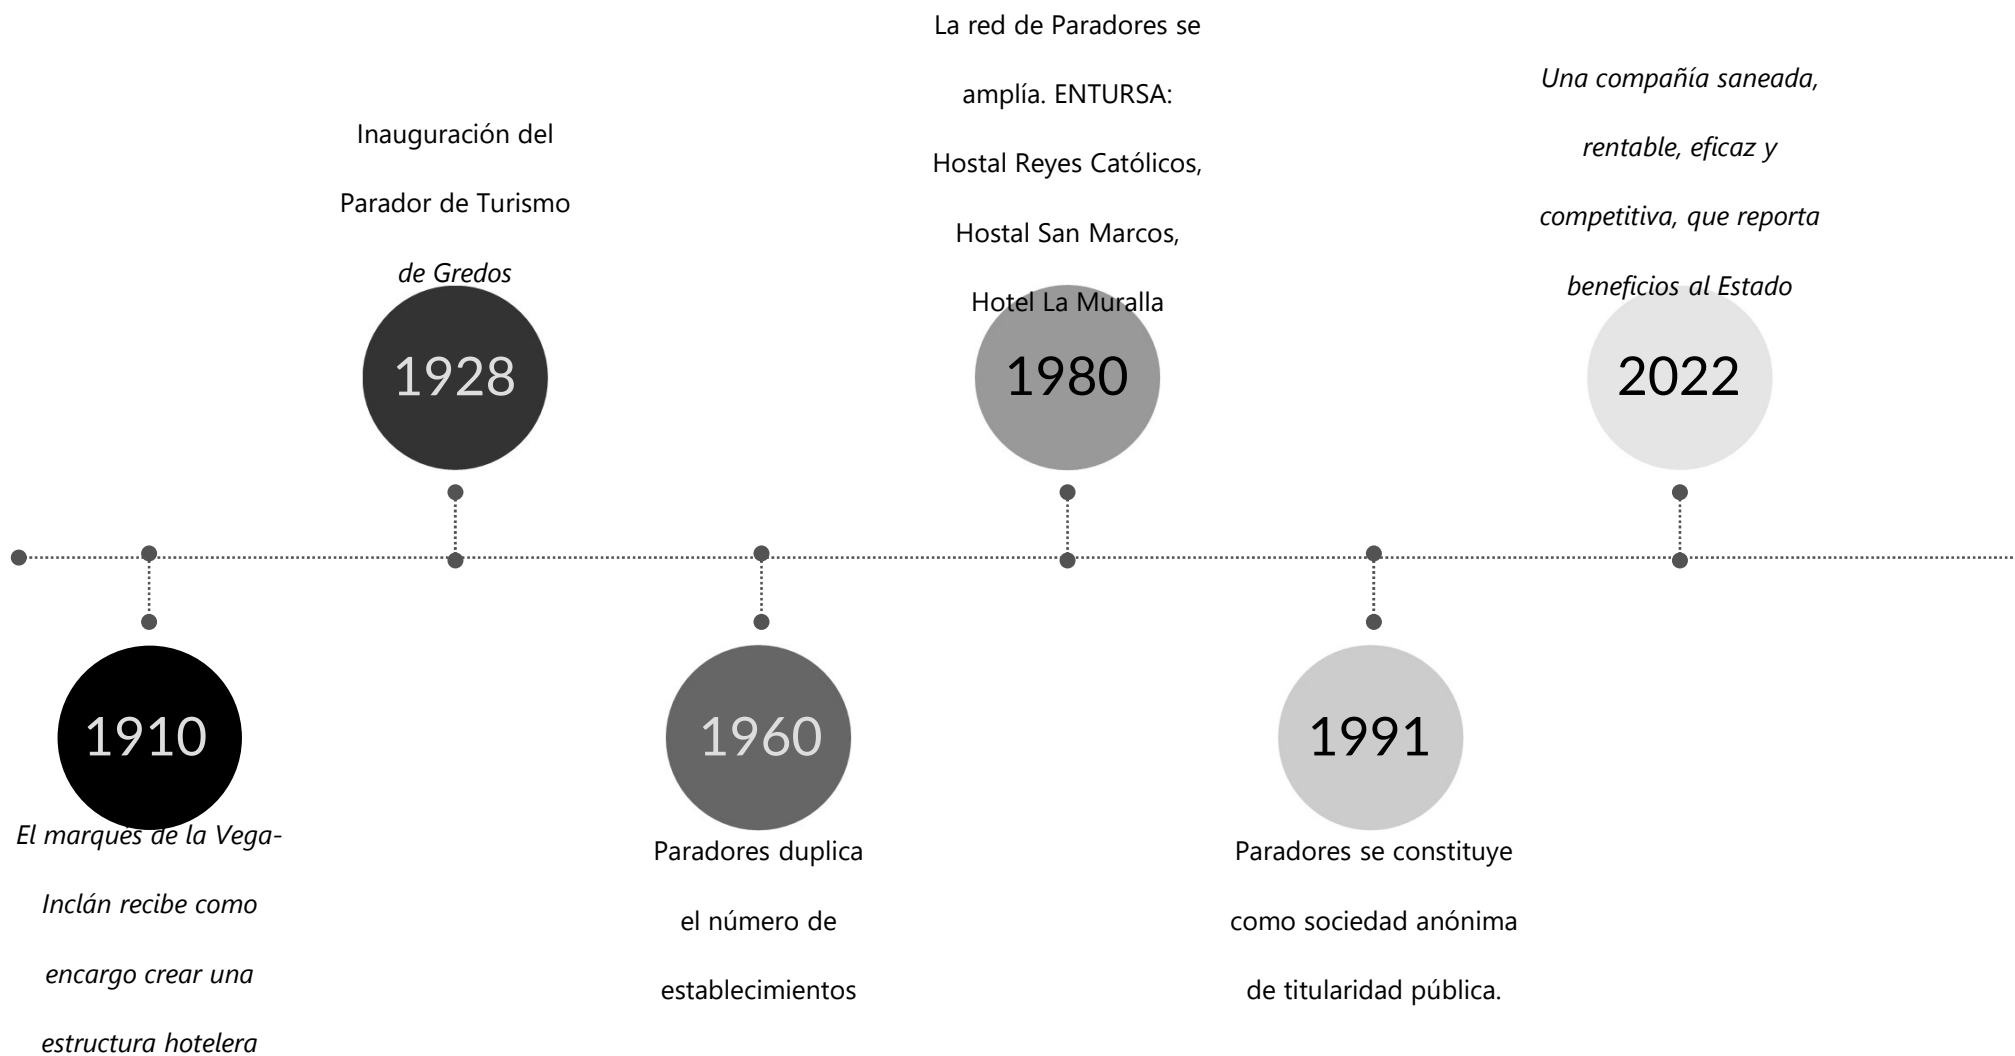 La red de Paradores se
amplía. ENTURSA:
Hostal Reyes Católicos,
Hostal San Marcos,
Hotel La Muralla
Una compañía saneada,
rentable, eficaz y
competitiva, que reporta
beneficios al Estado
Inauguración del
Parador de Turismo
de Gredos
1928
1980
2022
1910
1960
1991
El marqués de la Vega-
Inclán recibe como
encargo crear una
estructura hotelera
Paradores duplica
el número de
establecimientos
Paradores se constituye
como sociedad anónima
de titularidad pública.